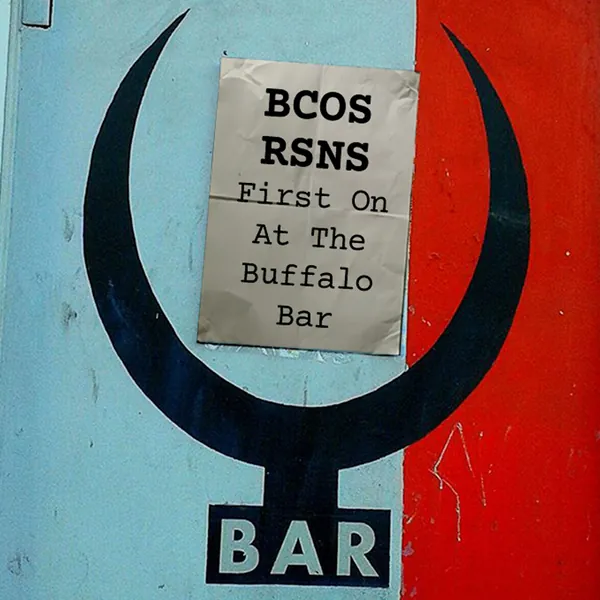 BCOS
RSNS
First On
At The
Buffalo
Bar
BAR